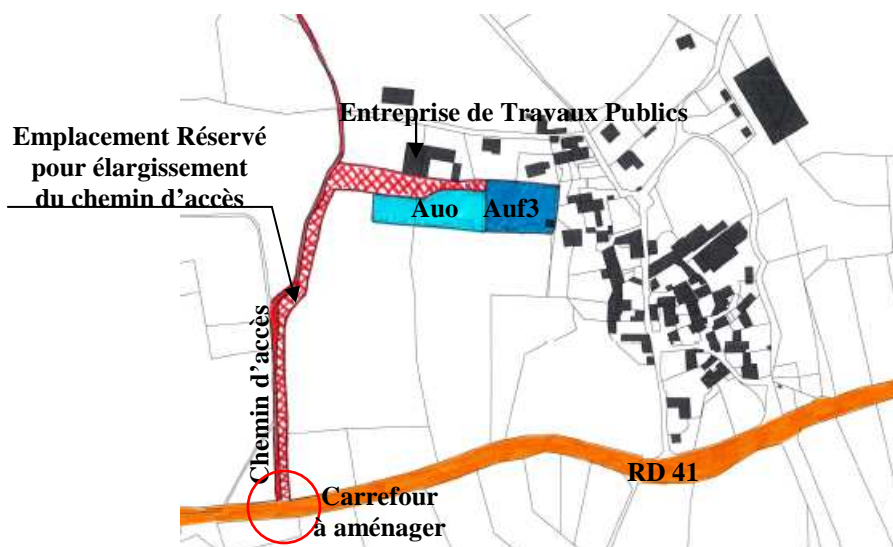 Entreprise de Travaux Publics
Emplacement Réservé
pour élargissement
du chemin d’accès
Auo
Auf3
Chemin d’accès
RD 41
Carrefour
à aménager